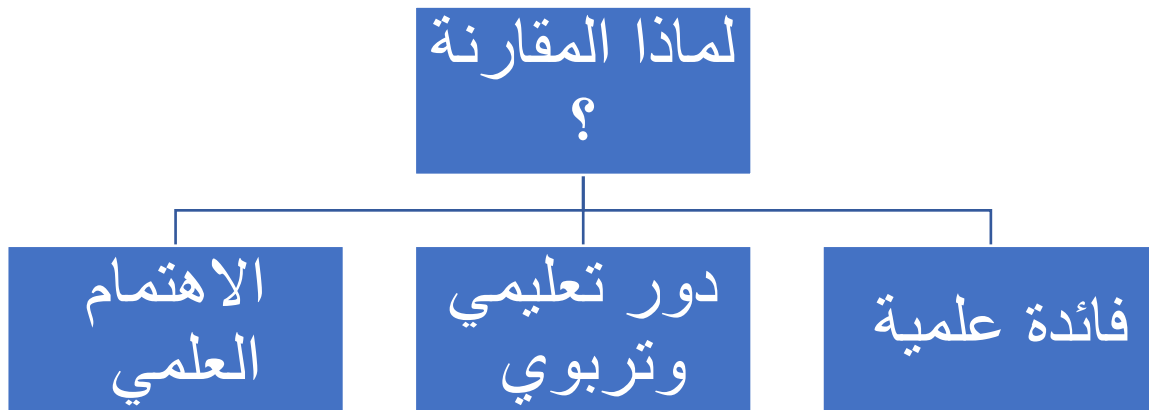 لماذا المقارنة
؟
فائدة علمية
دور تعليمي
وتربوي
الاهتمام
العلمي